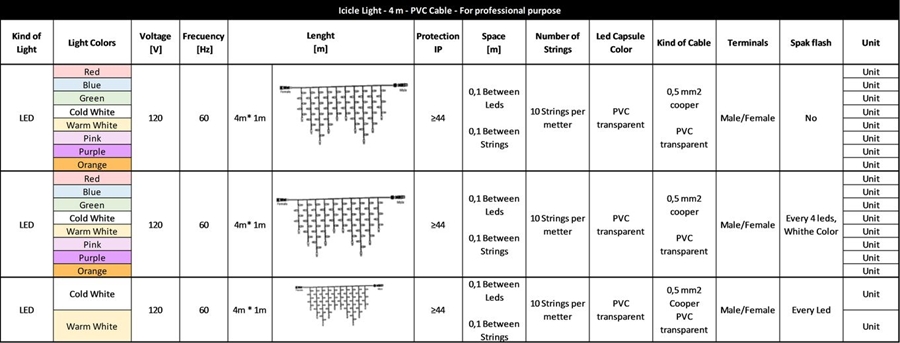 Icicle Light - 4 m - PVC Cable - For professional purpose
Kind of Light | Light Colors | Voltage [V] | Frecuency [Hz] | Lenght [m] | Protection IP | Space [m] | Number of Strings | Led Capsule Color | Kind of Cable | Terminals | Spak flash | Unit
LED | Red | 120 | 60 | 4m* 1m | ≥44 | 0,1 Between Leds 0,1 Between Strings | 10 Strings per metter | PVC transparent | 0,5 mm2 cooper PVC transparent | Male/Female | No | Unit
Blue | Unit
Green | Unit
Cold White | Unit
Warm White | Unit
Pink | Unit
Purple | Unit
Orange | Unit
LED | Red | 120 | 60 | 4m* 1m | ≥44 | 0,1 Between Leds 0,1 Between Strings | 10 Strings per metter | PVC transparent | 0,5 mm2 cooper PVC transparent | Male/Female | Every 4 leds, Whithe Color | Unit
Blue | Unit
Green | Unit
Cold White | Unit
Warm White | Unit
Pink | Unit
Purple | Unit
Orange | Unit
LED | Cold White | 120 | 60 | 4m* 1m | ≥44 | 0,1 Between Leds 0,1 Between Strings | 10 Strings per metter | PVC transparent | 0,5 mm2 Cooper PVC transparent | Male/Female | Every Led | Unit
Warm White | Unit